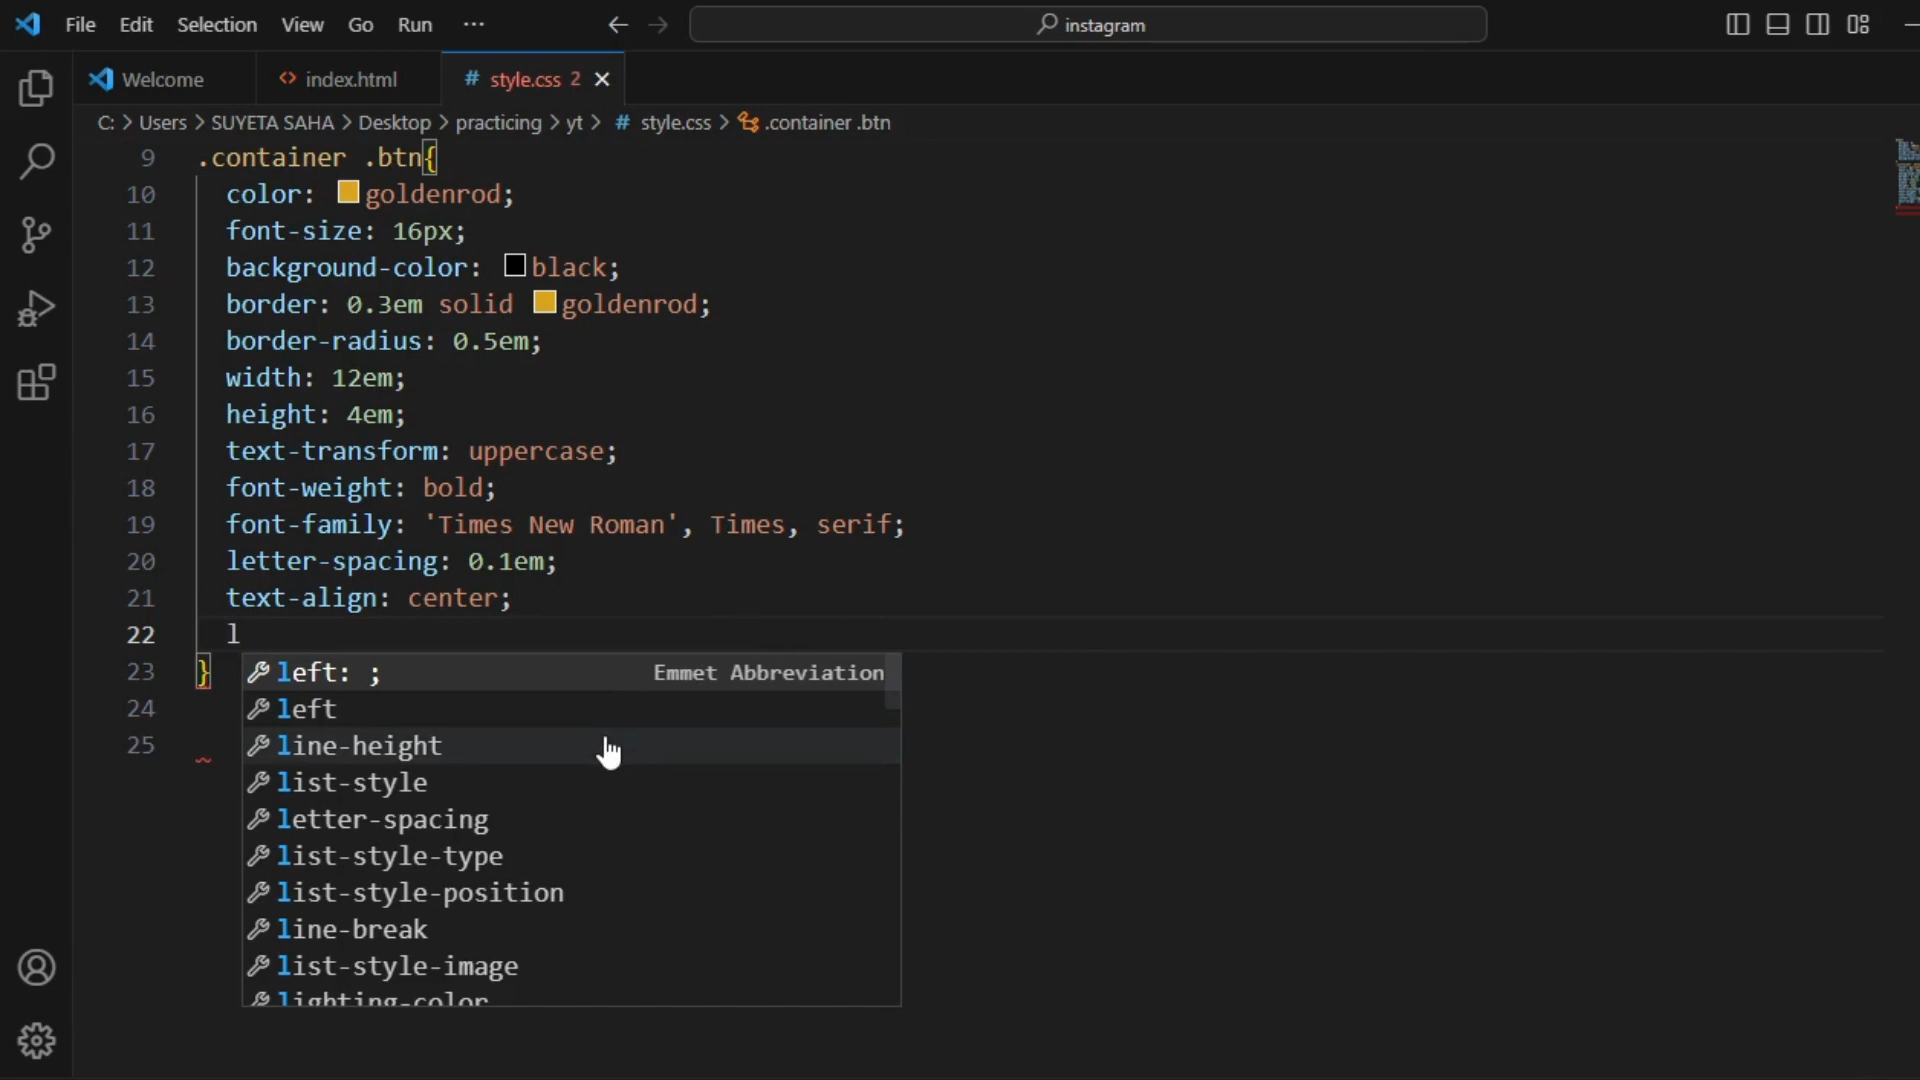 File Edit Selection View Go Run ··· instagram
Welcome index.html # style.css 2
C: > Users > SUYETA SAHA > Desktop > practicing > yt > # style.css > .container .btn
9 .container .btn{
10 color: goldenrod;
11 font-size: 16px;
12 background-color: black;
13 border: 0.3em solid goldenrod;
14 border-radius: 0.5em;
15 width: 12em;
16 height: 4em;
17 text-transform: uppercase;
18 font-weight: bold;
19 font-family: 'Times New Roman', Times, serif;
20 letter-spacing: 0.1em;
21 text-align: center;
22 l
23 } left: ; Emmet Abbreviation
24 left
25 line-height
list-style
letter-spacing
list-style-type
list-style-position
line-break
list-style-image
lighting-color